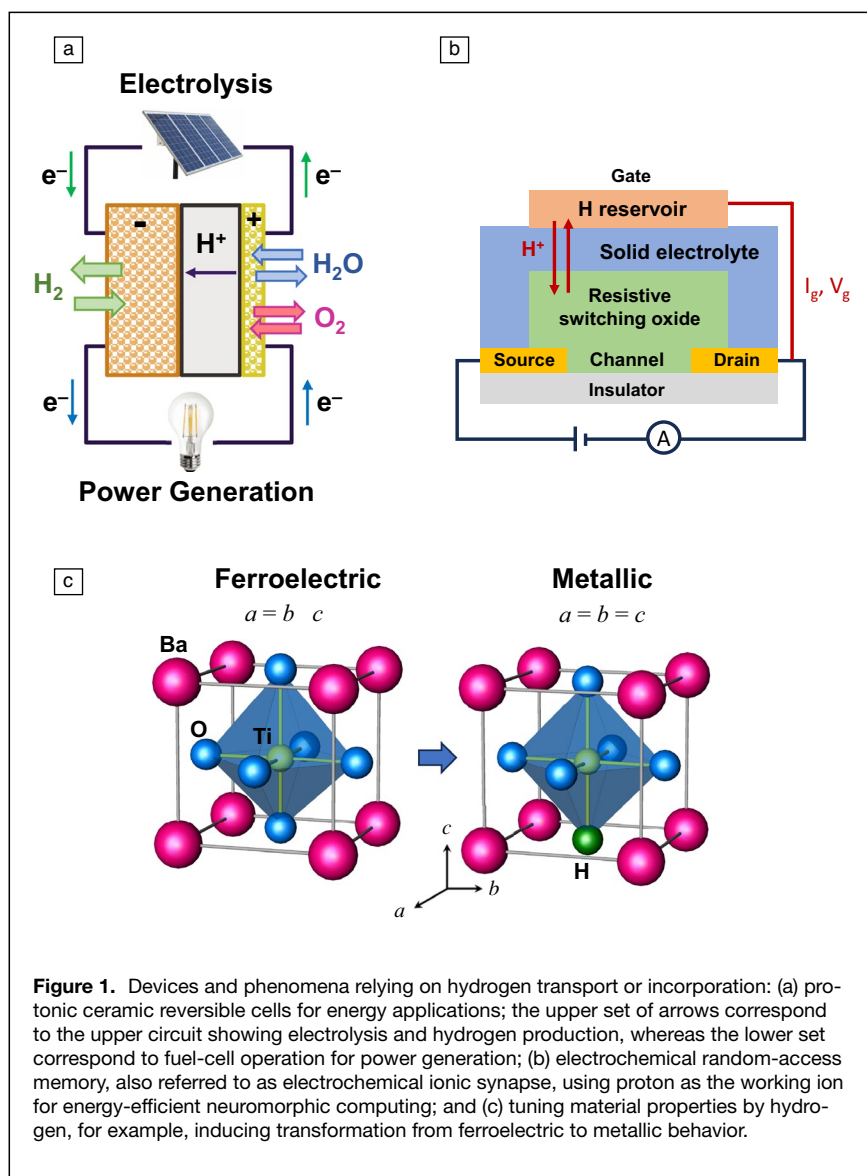 a
Electrolysis
e⁻
e⁻
-
+
H⁺
H₂O
H₂
O₂
e⁻
e⁻
Power Generation
b
Gate
H reservoir
H⁺
Solid electrolyte
Resistive
switching oxide
I_g, V_g
Source
Channel
Drain
Insulator
A
c
Ferroelectric
a = b   c
Metallic
a = b = c
Ba
O
Ti
H
c
b
a
Figure 1. Devices and phenomena relying on hydrogen transport or incorporation: (a) pro-
tonic ceramic reversible cells for energy applications; the upper set of arrows correspond
to the upper circuit showing electrolysis and hydrogen production, whereas the lower set
correspond to fuel-cell operation for power generation; (b) electrochemical random-access
memory, also referred to as electrochemical ionic synapse, using proton as the working ion
for energy-efficient neuromorphic computing; and (c) tuning material properties by hydro-
gen, for example, inducing transformation from ferroelectric to metallic behavior.